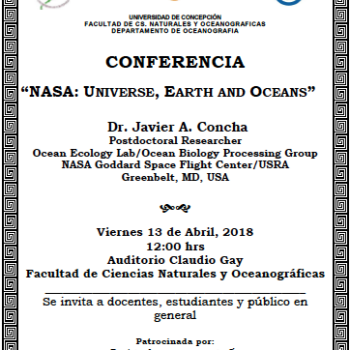 UNIVERSIDAD DE CONCEPCIÓN
FACULTAD DE CS. NATURALES Y OCEANOGRAFICAS
DEPARTAMENTO DE OCEANOGRAFIA
CONFERENCIA
“NASA: UNIVERSE, EARTH AND OCEANS”
Dr. Javier A. Concha
Postdoctoral Researcher
Ocean Ecology Lab/Ocean Biology Processing Group
NASA Goddard Space Flight Center/USRA
Greenbelt, MD, USA
Viernes 13 de Abril, 2018
12:00 hrs
Auditorio Claudio Gay
Facultad de Ciencias Naturales y Oceanográficas
Se invita a docentes, estudiantes y público en
general
Patrocinada por: